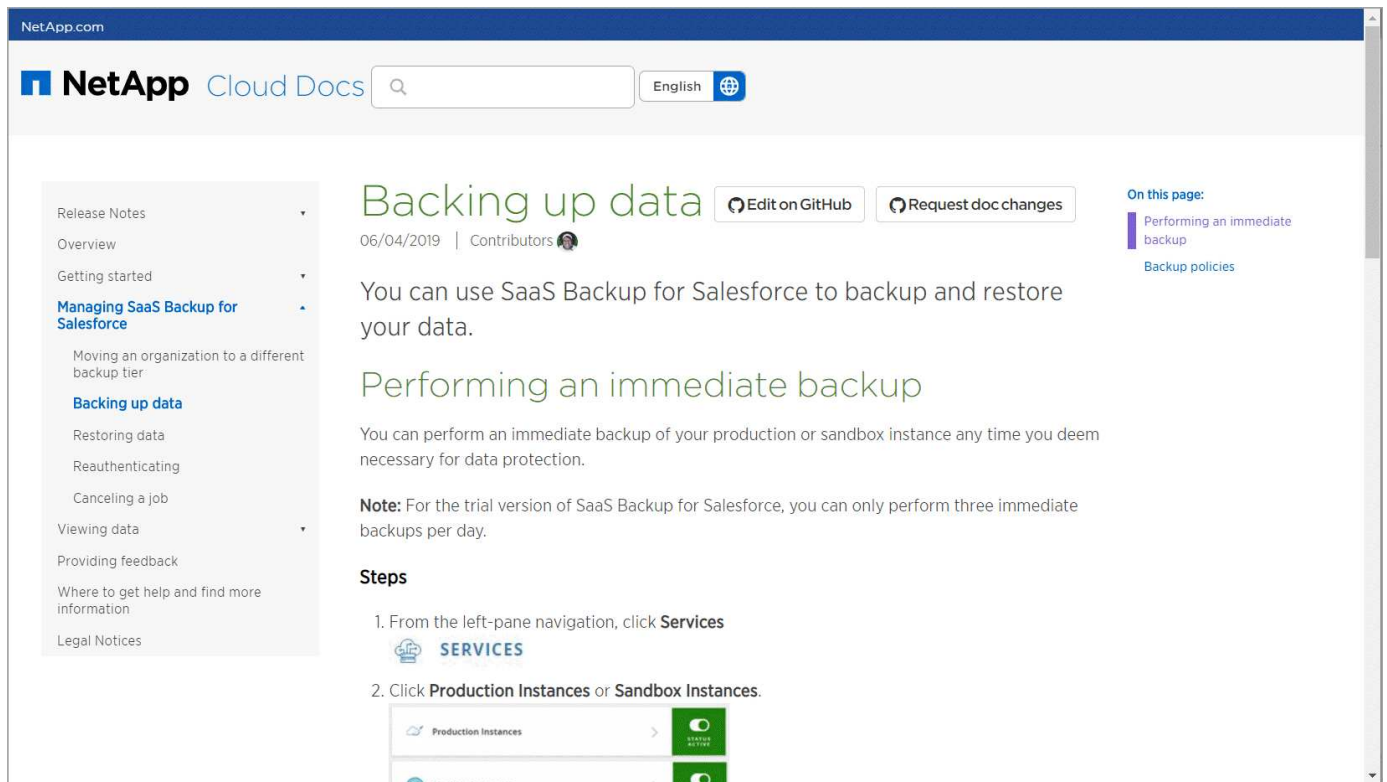 NetApp.com
NetApp Cloud Docs
English
Release Notes
Overview
Getting started
Managing SaaS Backup for
Salesforce
Moving an organization to a different
backup tier
Backing up data
Restoring data
Reauthenticating
Canceling a job
Viewing data
Providing feedback
Where to get help and find more
information
Legal Notices
Backing up data
Edit on GitHub
Request doc changes
06/04/2019 | Contributors
You can use SaaS Backup for Salesforce to backup and restore
your data.
Performing an immediate backup
You can perform an immediate backup of your production or sandbox instance any time you deem
necessary for data protection.
Note: For the trial version of SaaS Backup for Salesforce, you can only perform three immediate
backups per day.
Steps
1. From the left-pane navigation, click Services
SERVICES
2. Click Production Instances or Sandbox Instances.
Production Instances
STATUS
ACTIVE
On this page:
Performing an immediate
backup
Backup policies